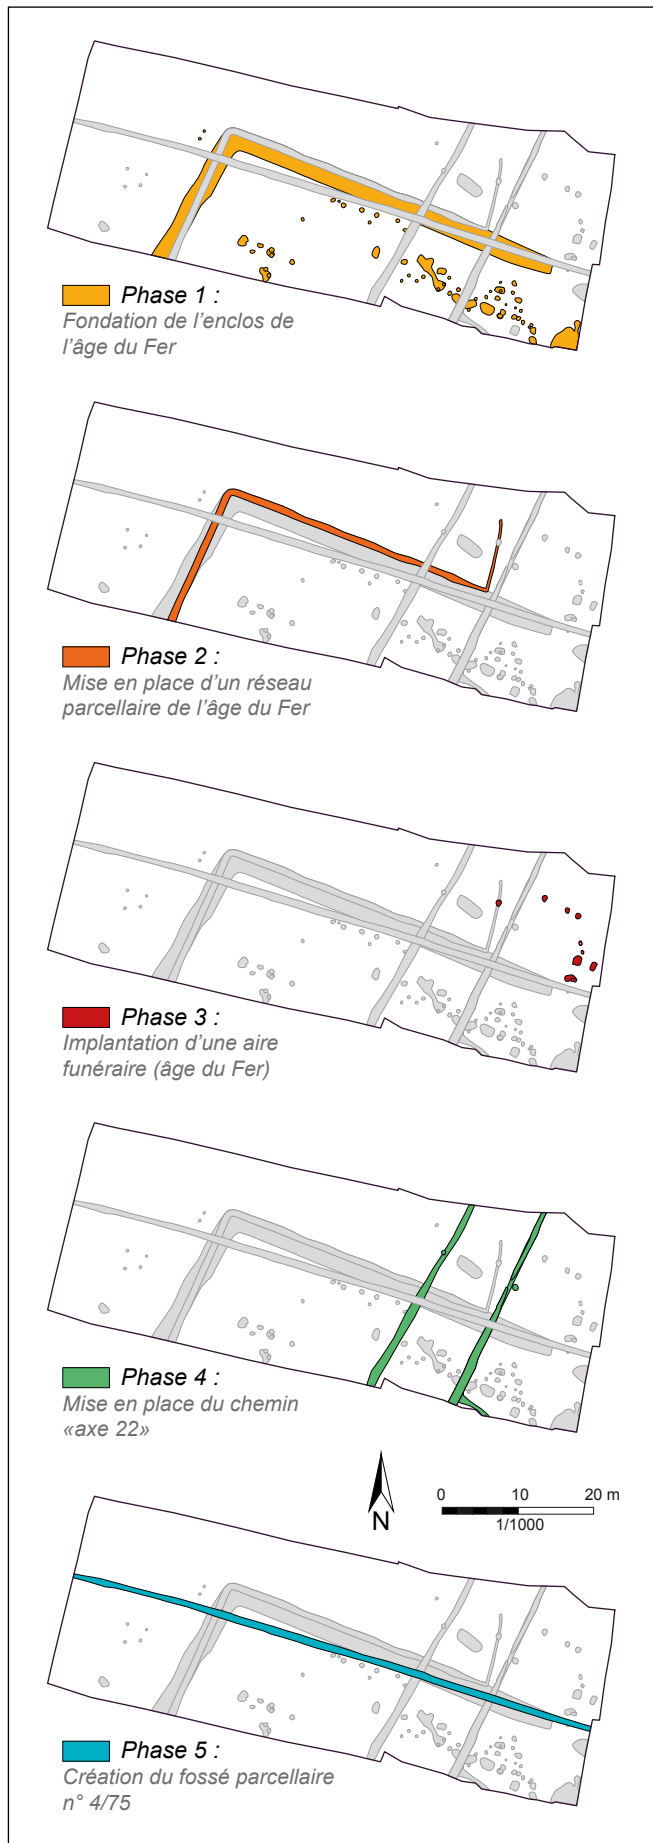 Phase 1 :
Fondation de l'enclos de
l'âge du Fer
Phase 2 :
Mise en place d'un réseau
parcellaire de l'âge du Fer
Phase 3 :
Implantation d'une aire
funéraire (âge du Fer)
Phase 4 :
Mise en place du chemin
«axe 22»
N
0 10 20 m
1/1000
Phase 5 :
Création du fossé parcellaire
n° 4/75